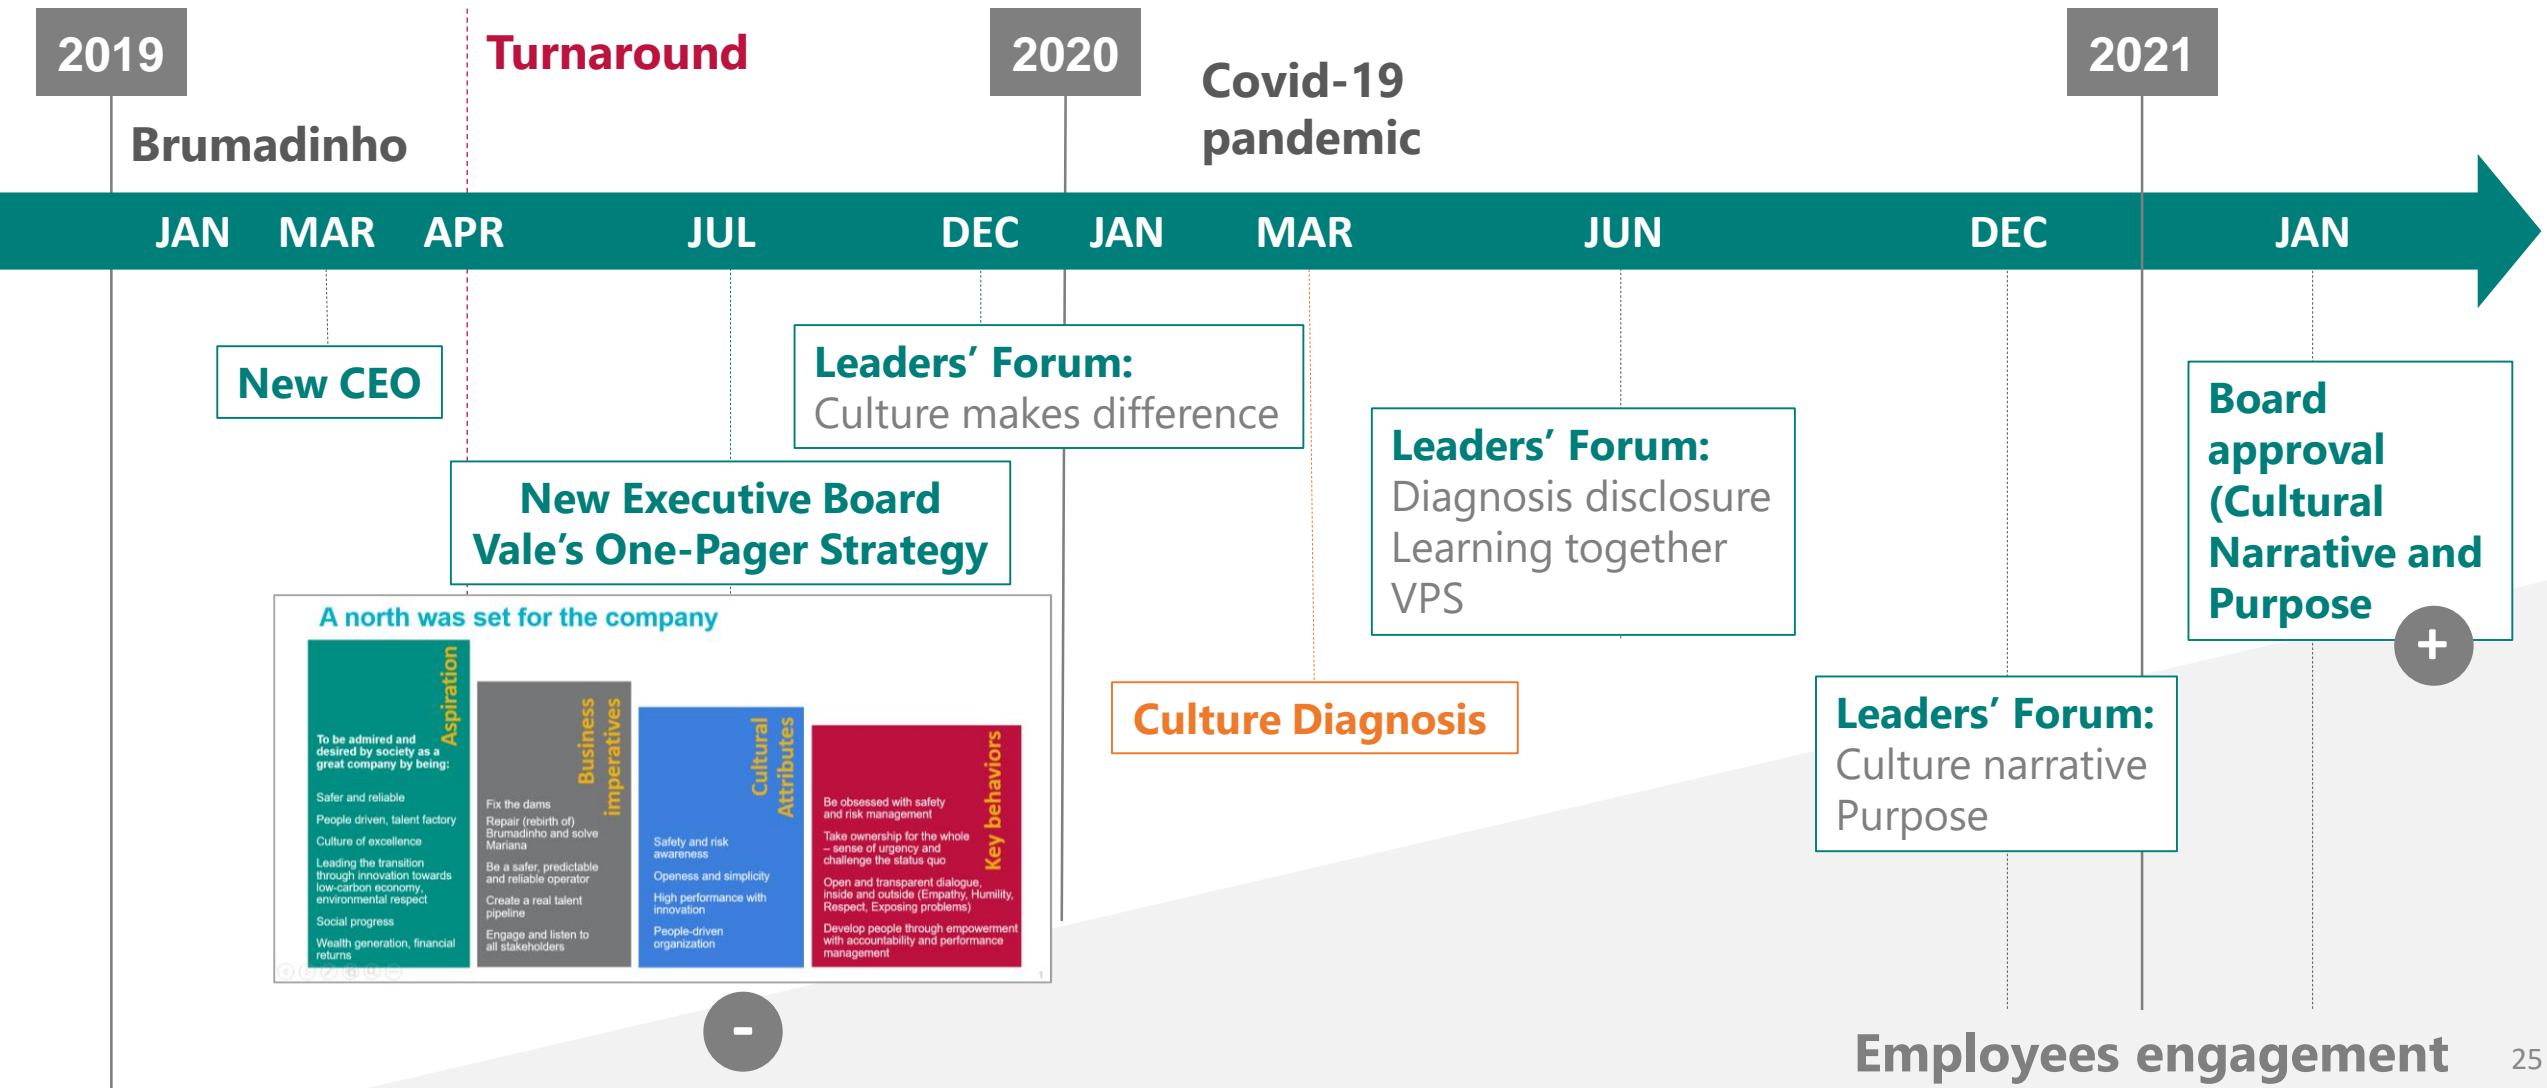 2019
Turnaround
2020
2021
Brumadinho
Covid-19
pandemic
JAN MAR APR JUL DEC JAN MAR JUN DEC JAN
New CEO
New Executive Board
Vale’s One-Pager Strategy
Leaders’ Forum:
Culture makes difference
Culture Diagnosis
Leaders’ Forum:
Diagnosis disclosure
Learning together
VPS
Leaders’ Forum:
Culture narrative
Purpose
Board
approval
(Cultural
Narrative and
Purpose
+
A north was set for the company
Aspiration
To be admired and
desired by society as a
great company by being:
Safer and reliable
People driven, talent factory
Culture of excellence
Leading the transition
through innovation towards
low-carbon economy,
environmental respect
Social progress
Wealth generation, financial
returns
Business
imperatives
Fix the dams
Repair (rebirth of)
Brumadinho and solve
Mariana
Be a safer, predictable
and reliable operator
Create a real talent
pipeline
Engage and listen to
all stakeholders
Cultural
Attributes
Safety and risk
awareness
Openess and simplicity
High performance with
innovation
People-driven
organization
Key behaviors
Be obsessed with safety
and risk management
Take ownership for the whole
– sense of urgency and
challenge the status quo
Open and transparent dialogue,
inside and outside (Empathy, Humility,
Respect, Exposing problems)
Develop people through empowerment
with accountability and performance
management
1
-
Employees engagement
25